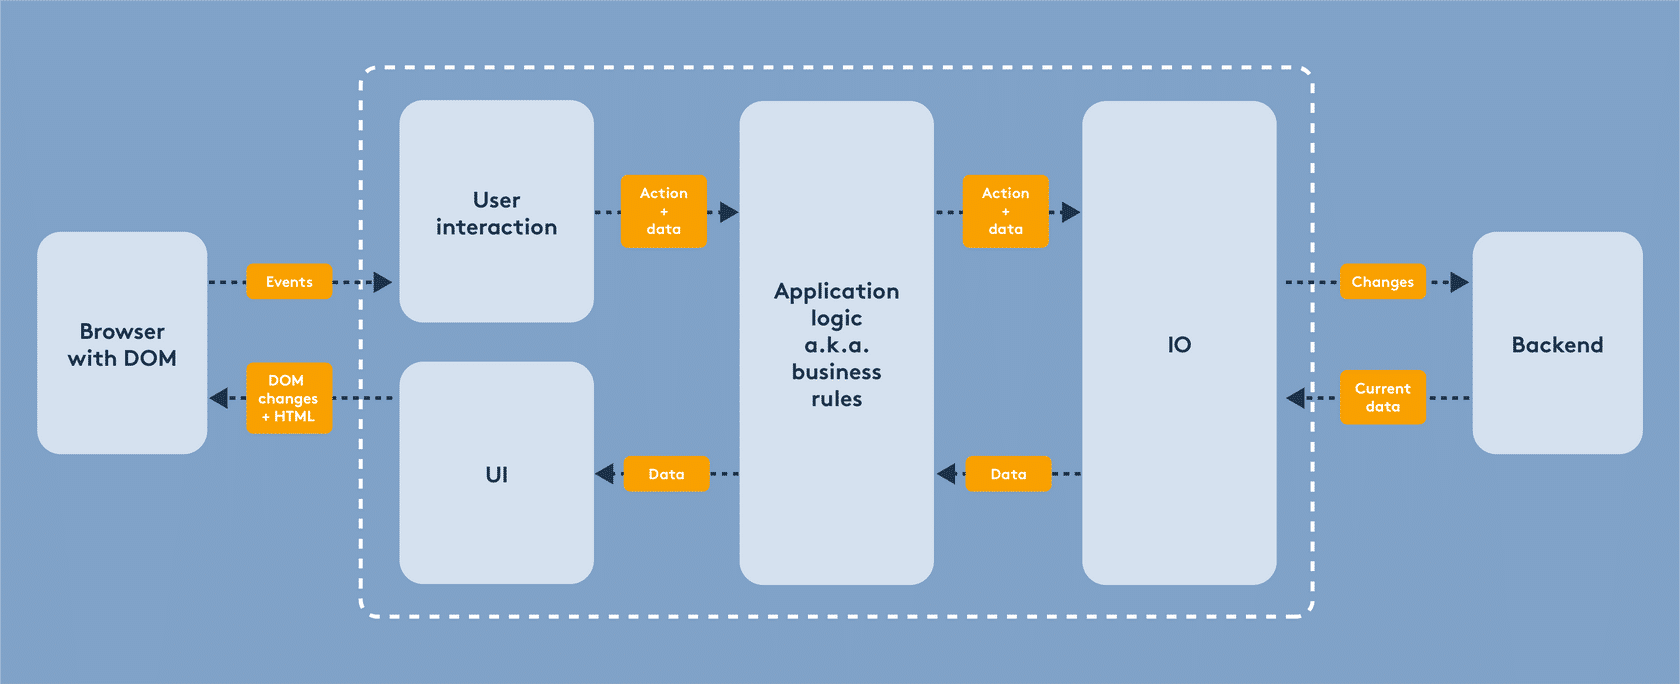 Browser
with DOM
Events
DOM
changes
+ HTML
User
interaction
UI
Action
+
data
Data
Application
logic
a.k.a.
business
rules
Action
+
data
Data
IO
Changes
Current
data
Backend